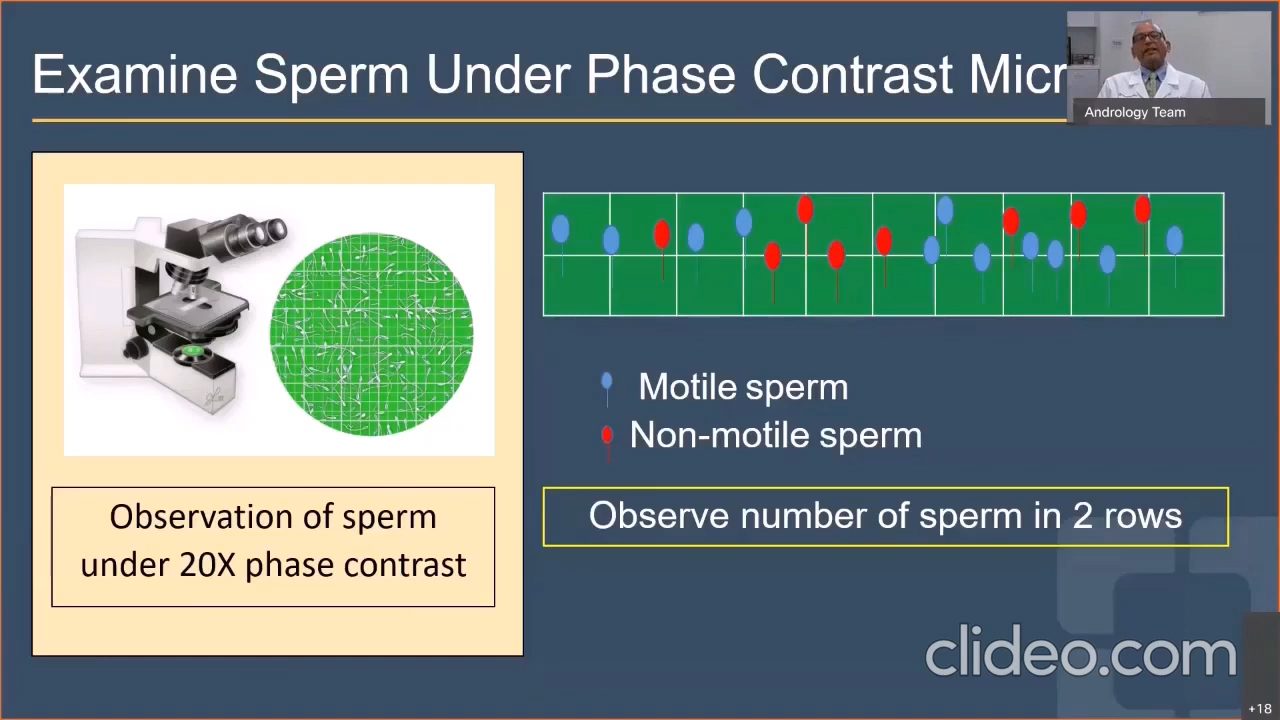 Examine Sperm Under Phase Contrast Micr
Andrology Team
Motile sperm
Non-motile sperm
Observation of sperm
under 20X phase contrast
Observe number of sperm in 2 rows
clideo.com
+18